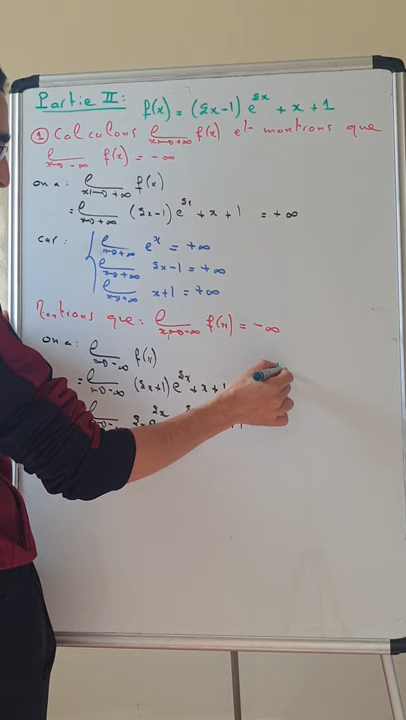 Partie II: f(x) = (2x-1) e^{2x} + x + 1
① Calculons lim x→+∞ f(x) et montrons que
lim x→-∞ f(x) = -∞
on a: lim x→+∞ f(x)
= lim x→+∞ (2x-1) e^{2x} + x + 1 = +∞
car: { lim x→+∞ e^x = +∞
lim x→+∞ 2x-1 = +∞
lim x→+∞ x+1 = +∞
Montrons que: lim x→-∞ f(x) = -∞
on a: lim x→-∞ f(x)
= lim x→-∞ (2x+1) e^{2x} + x + 1